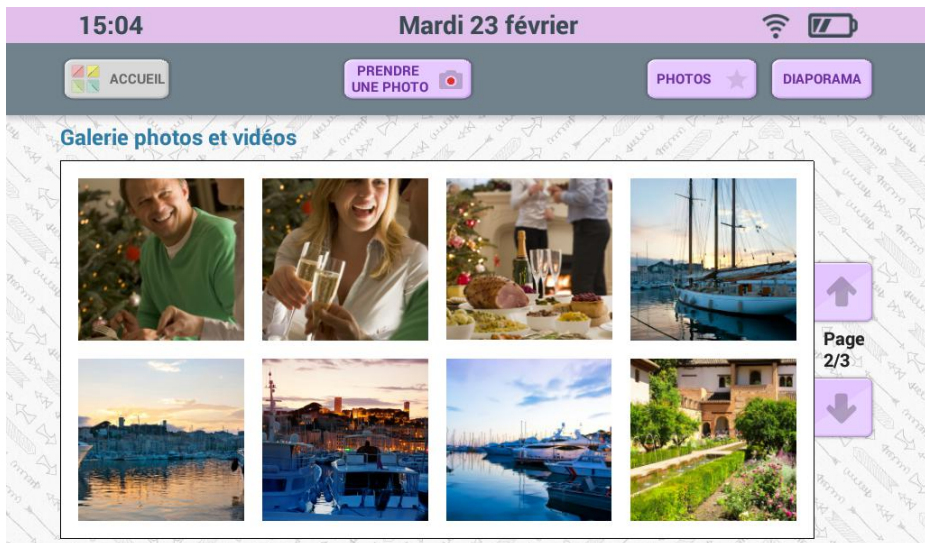 15:04 Mardi 23 février
ACCUEIL
PRENDRE
UNE PHOTO
PHOTOS
DIAPORAMA
Galerie photos et vidéos
Page
2/3